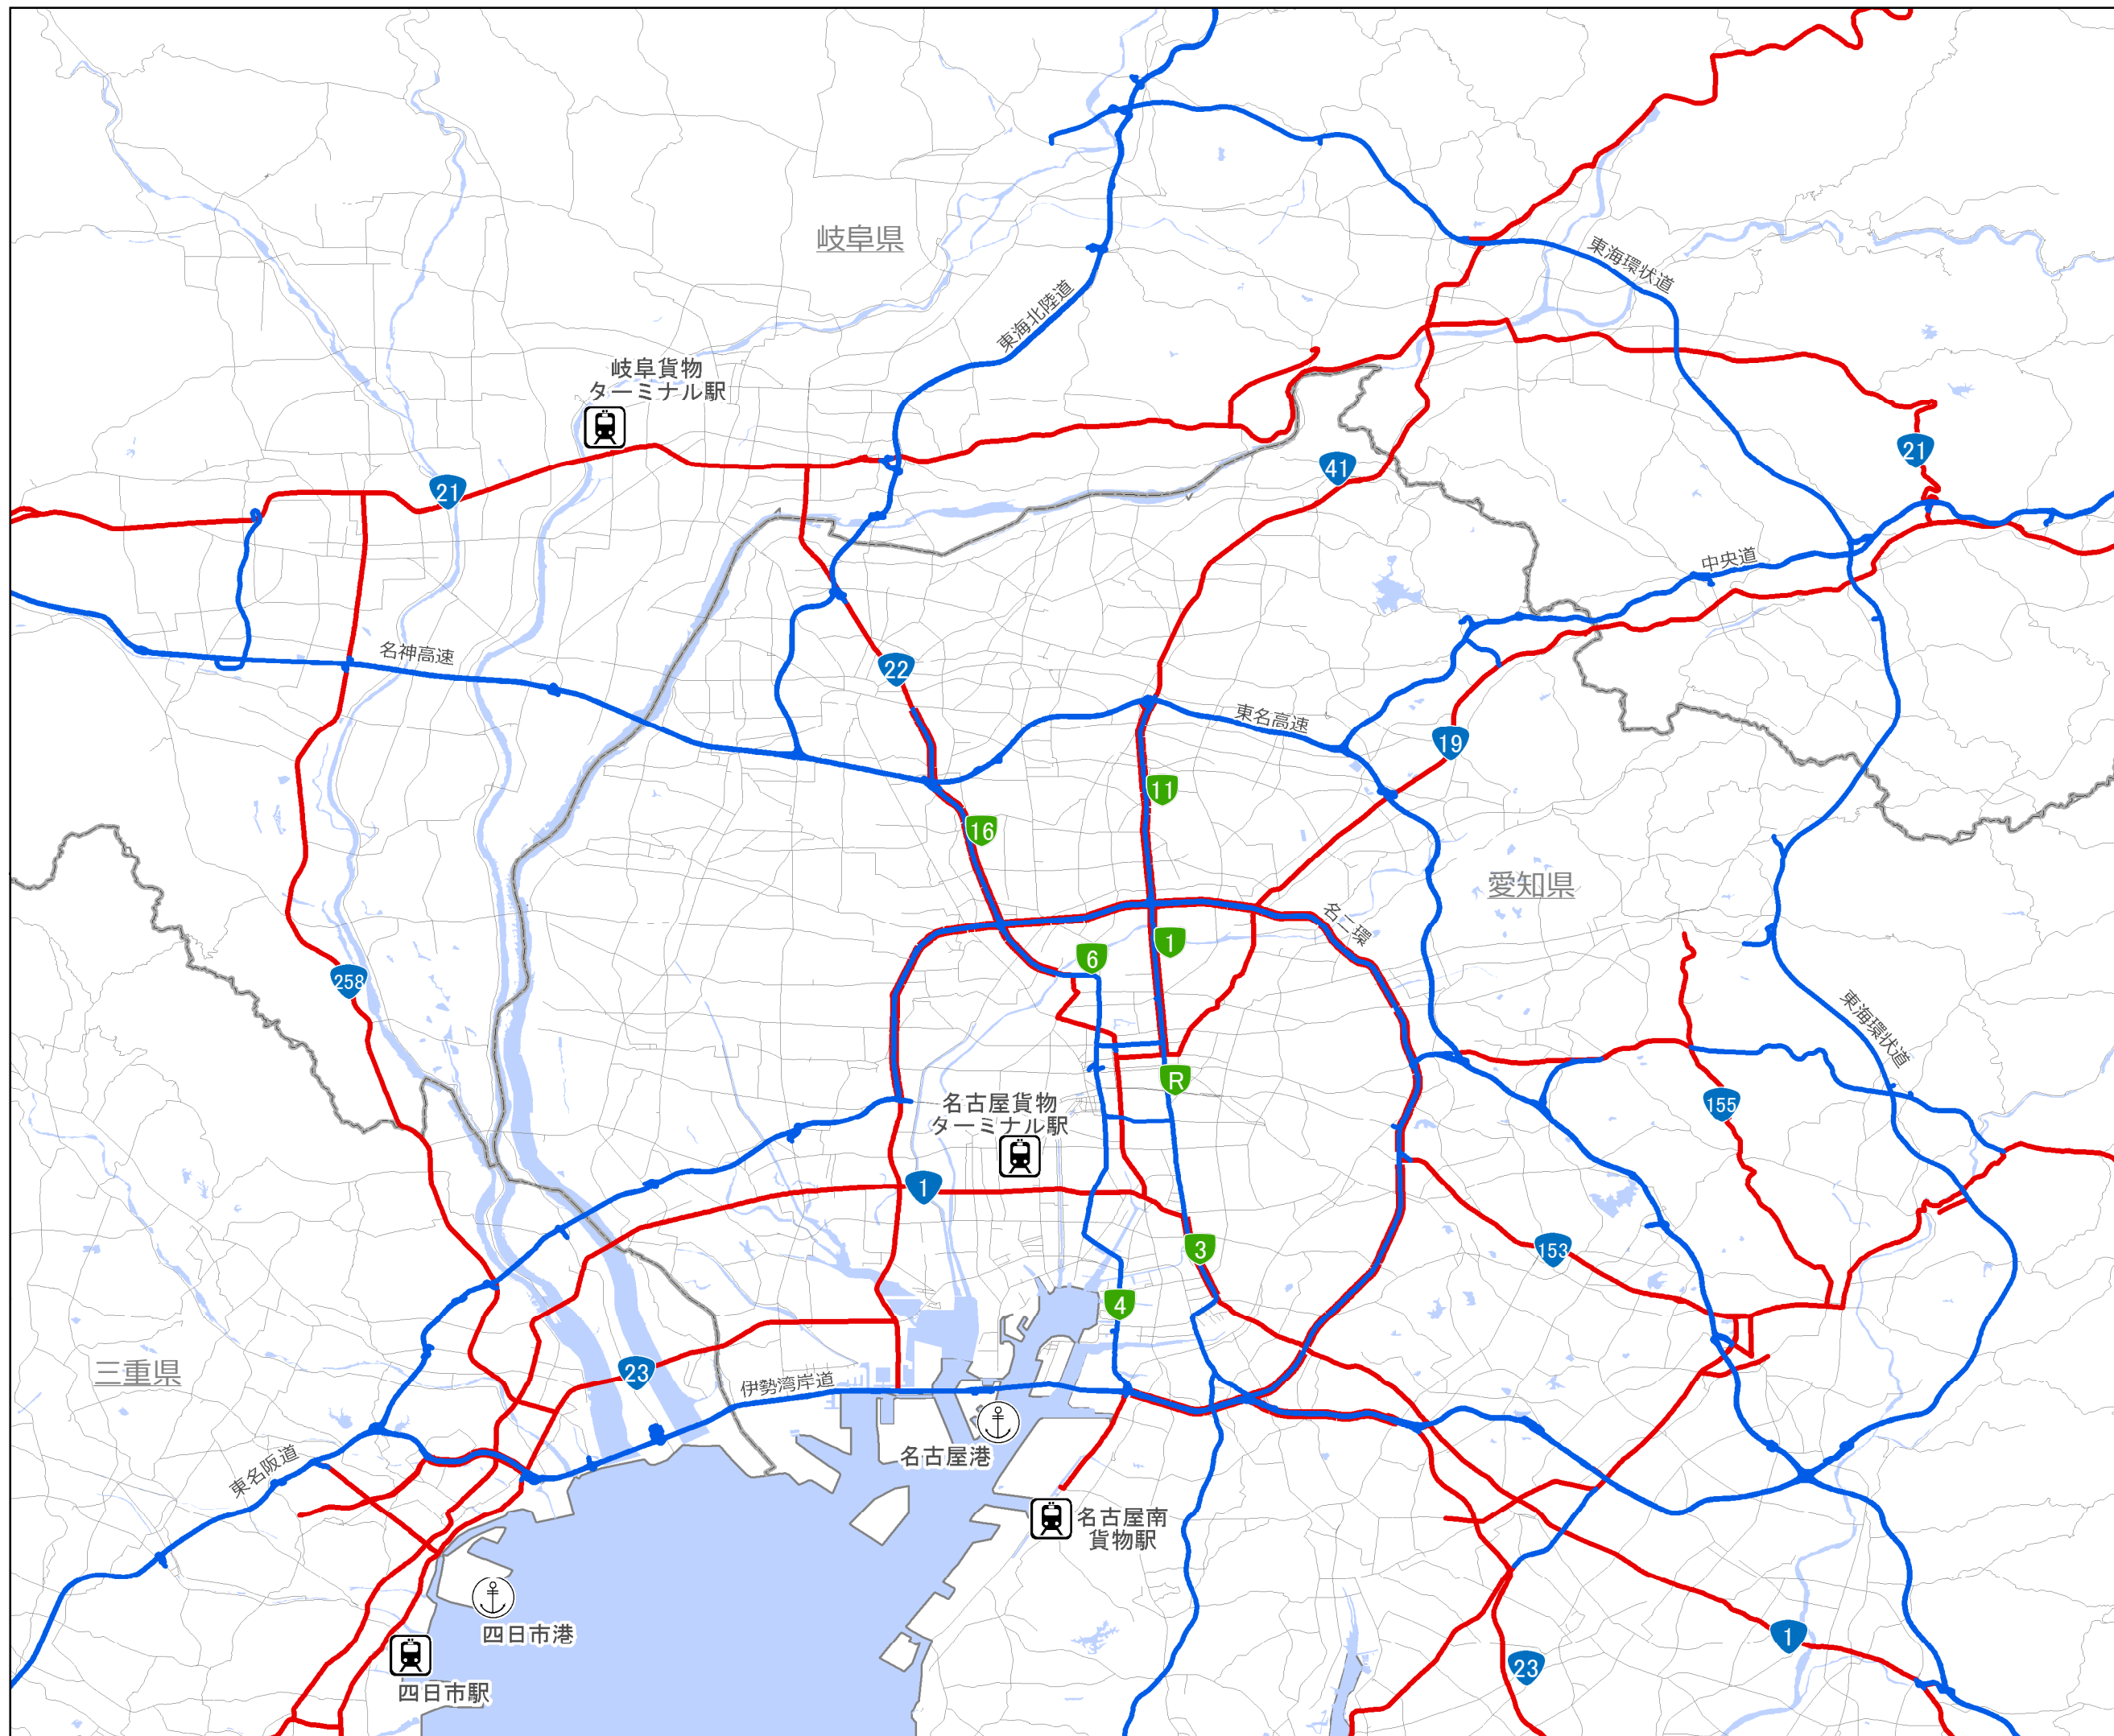 岐阜県
東海環状道
東海北陸道
岐阜貨物
ターミナル駅
21
41
21
中央道
名神高速
22
東名高速
19
11
16
愛知県
名二環
1
6
258
東海環状道
R
155
名古屋貨物
ターミナル駅
1
3
153
4
三重県
23
伊勢湾岸道
名古屋港
東名阪道
名古屋南
貨物駅
四日市港
1
23
四日市駅